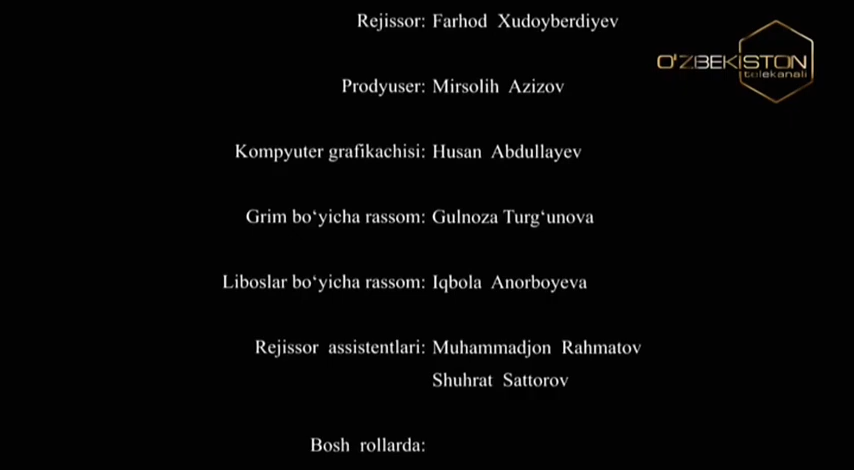 Rejissor: Farhod Xudoyberdiyev
O'ZBEKISTON
telekanali
Prodyuser: Mirsolih Azizov
Kompyuter grafikachisi: Husan Abdullayev
Grim bo‘yicha rassom: Gulnoza Turg‘unova
Liboslar bo‘yicha rassom: Iqbola Anorboyeva
Rejissor assistentlari: Muhammadjon Rahmatov
Shuhrat Sattorov
Bosh rollarda: